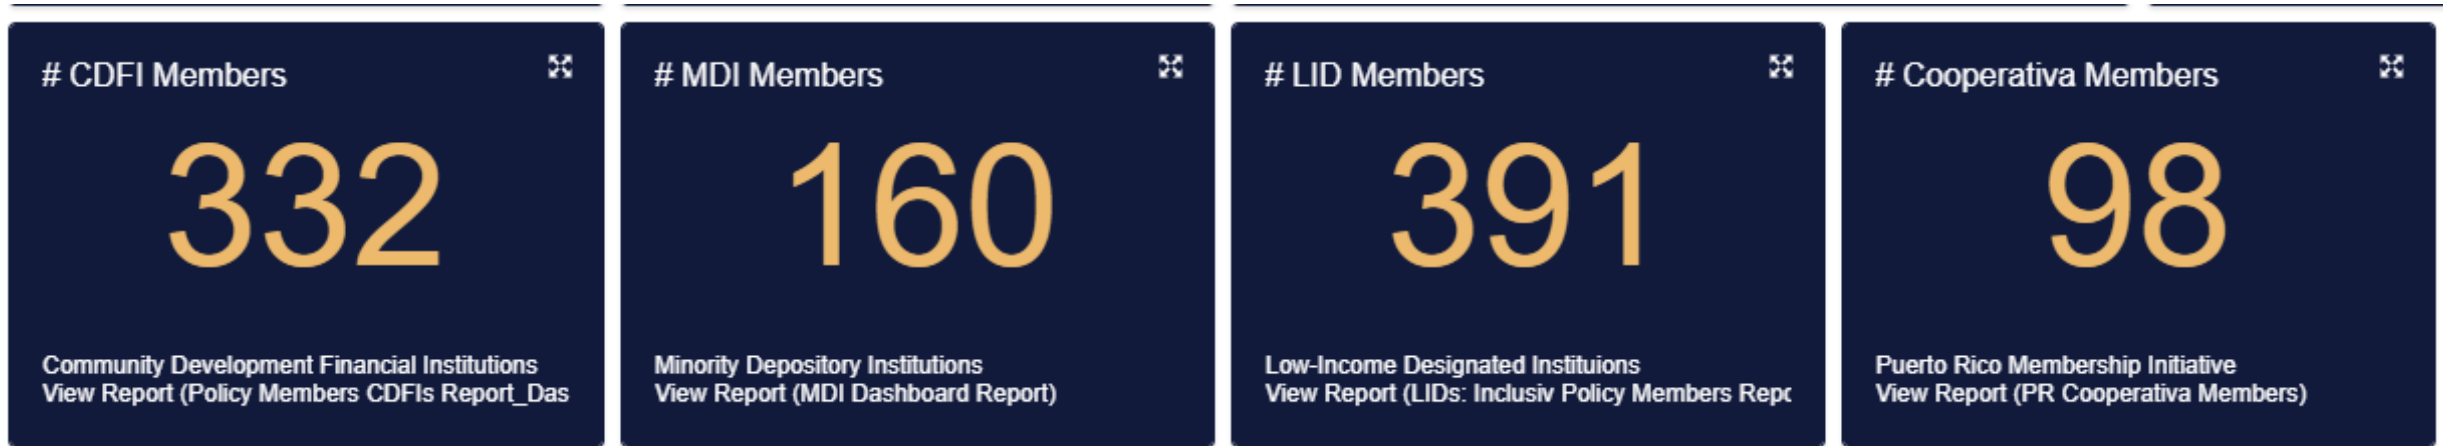 # CDFI Members
332
Community Development Financial Institutions
View Report (Policy Members CDFIs Report_Das
# MDI Members
160
Minority Depository Institutions
View Report (MDI Dashboard Report)
# LID Members
391
Low-Income Designated Instituions
View Report (LIDs: Inclusiv Policy Members Repo
# Cooperativa Members
98
Puerto Rico Membership Initiative
View Report (PR Cooperativa Members)